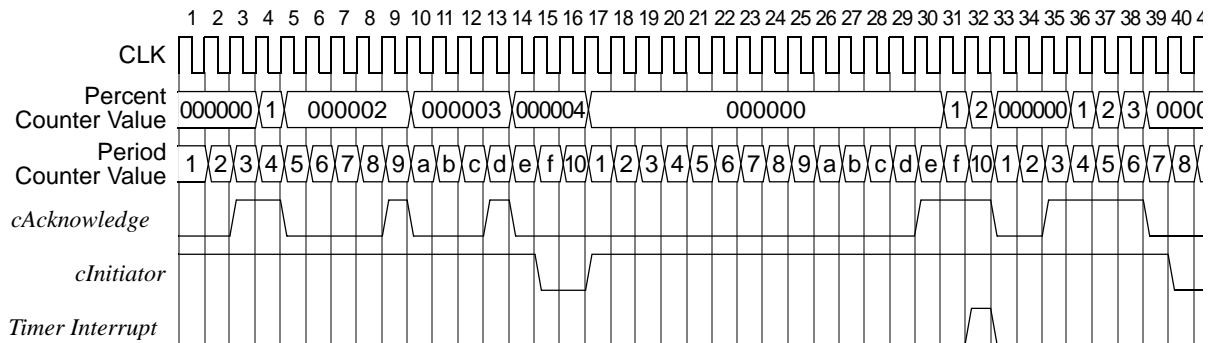 1 2 3 4 5 6 7 8 9 10 11 12 13 14 15 16 17 18 19 20 21 22 23 24 25 26 27 28 29 30 31 32 33 34 35 36 37 38 39 40 4
CLK
Percent
Counter Value
000000 1 000002 000003 000004 000000 1 2 000000 1 2 3 0000
Period
Counter Value
1 2 3 4 5 6 7 8 9 a b c d e f 10 1 2 3 4 5 6 7 8 9 a b c d e f 10 1 2 3 4 5 6 7 8
cAcknowledge
cInitiator
Timer Interrupt